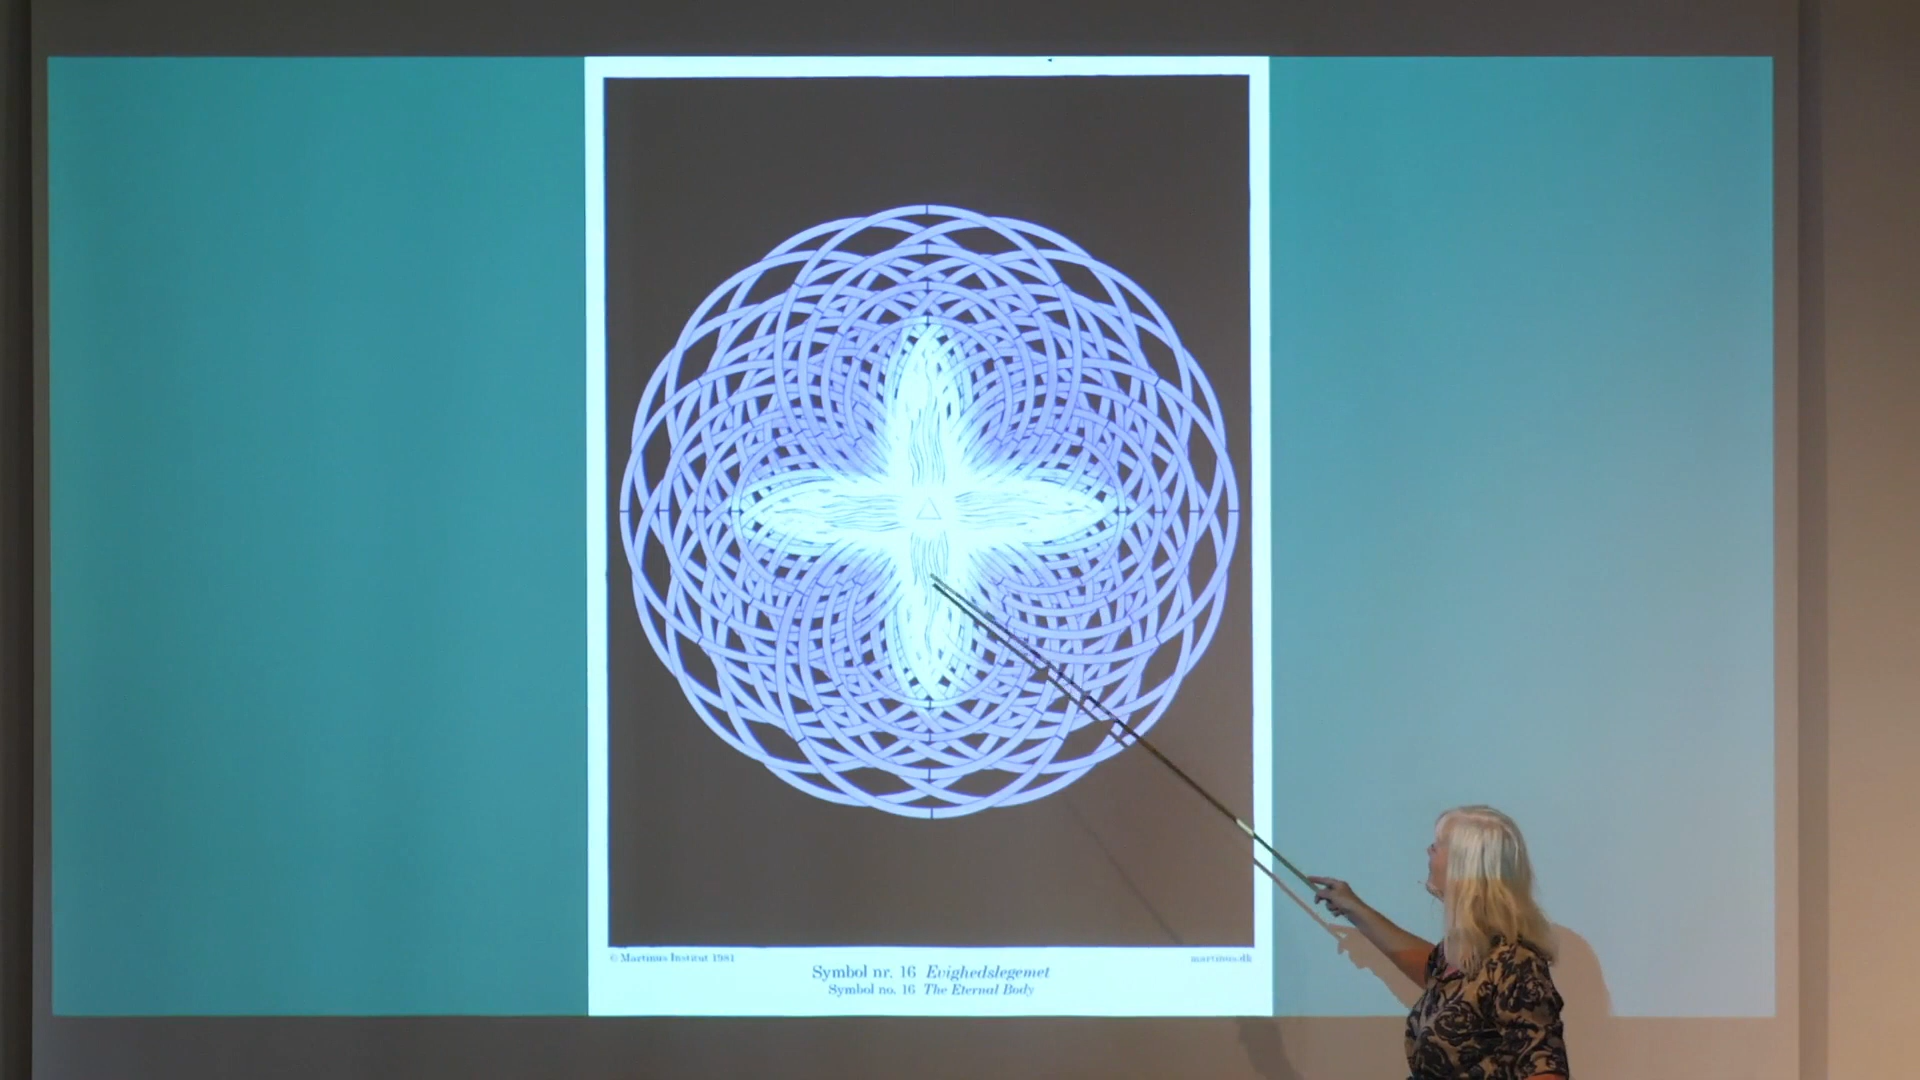 © Martinus Institut 1981
martinus.dk
Symbol nr. 16 Evighedslegemet
Symbol no. 16 The Eternal Body